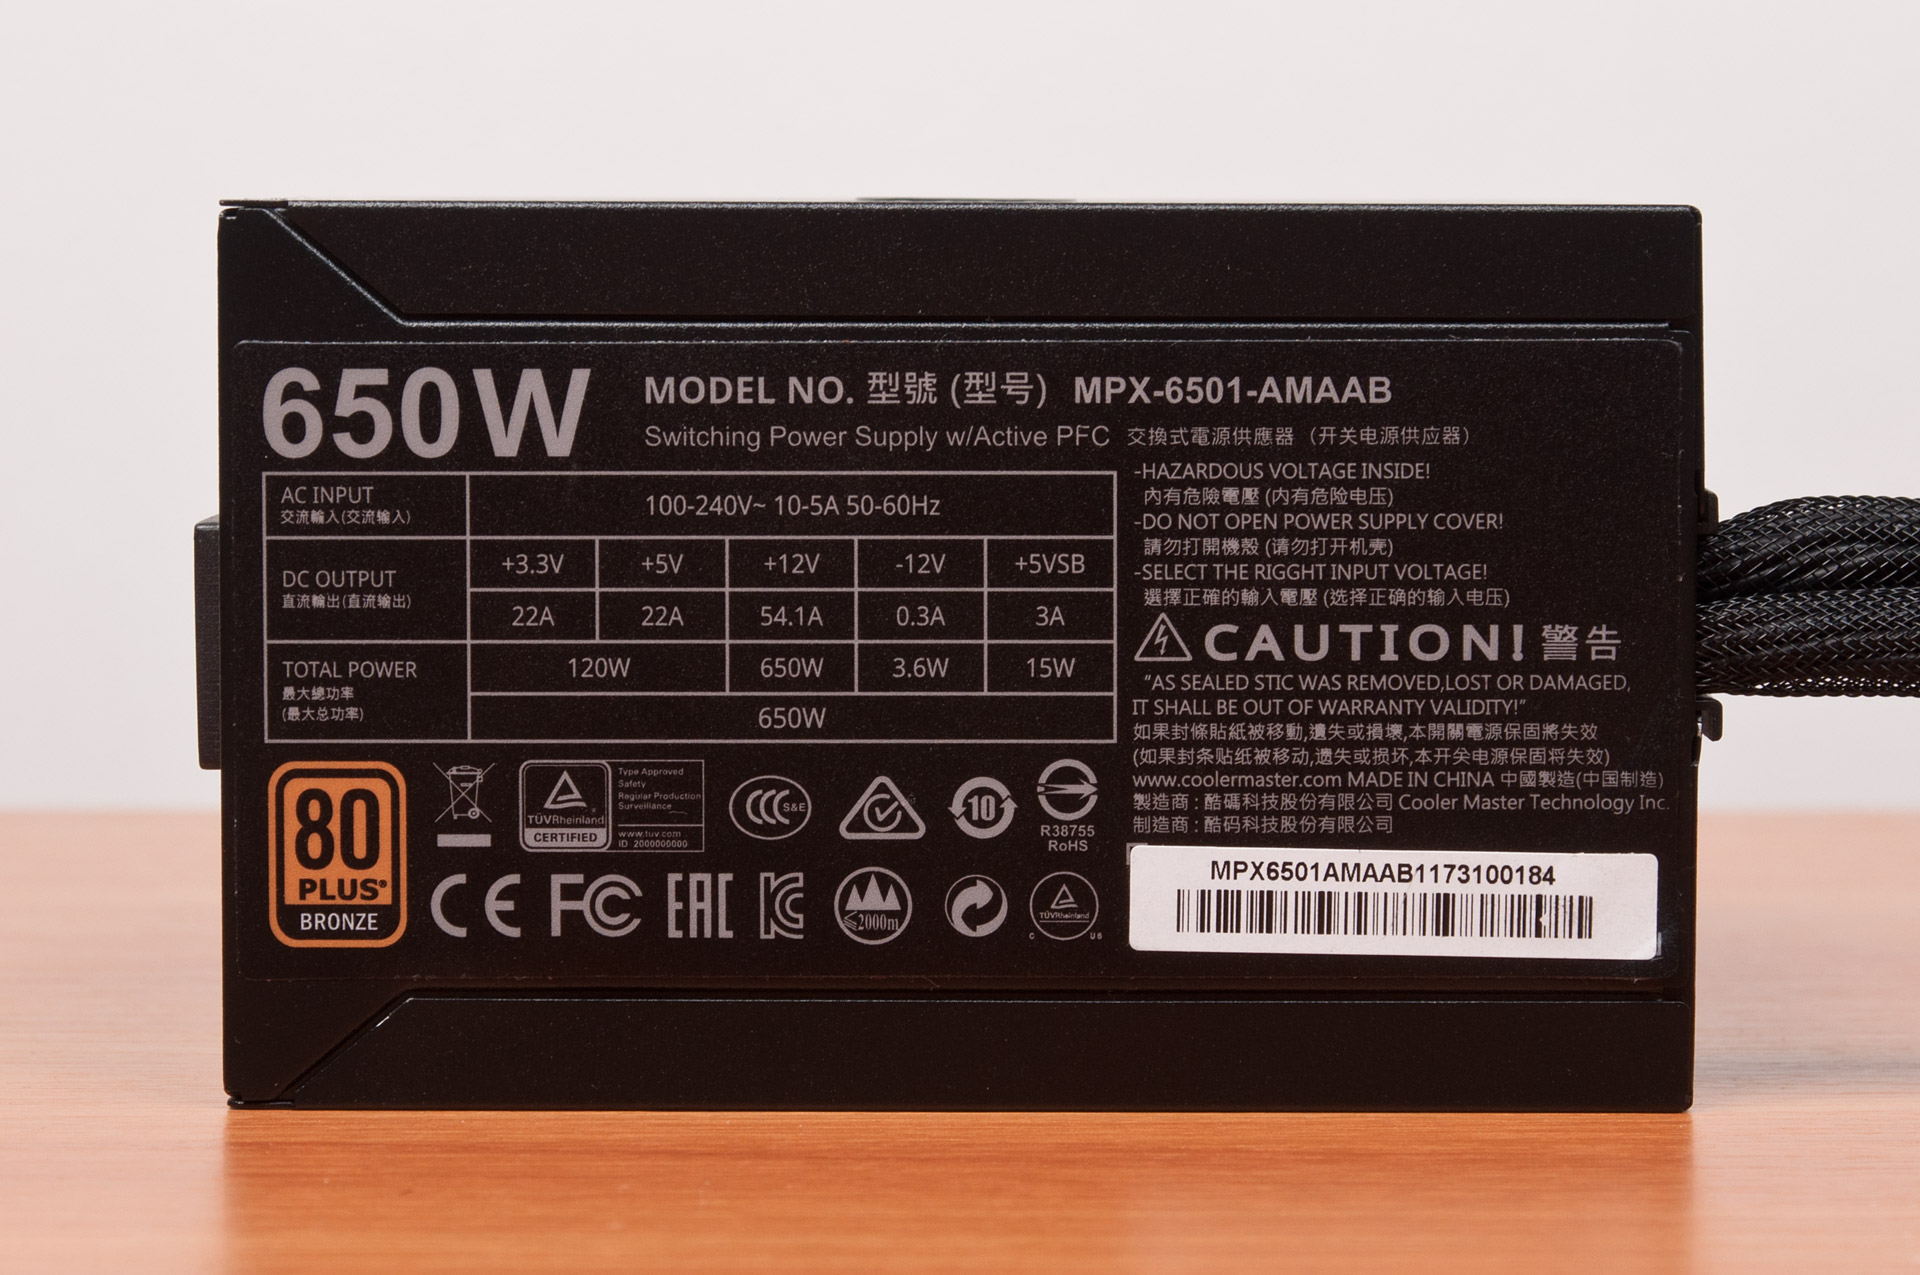 650W
MODEL NO. 型號 (型号) MPX-6501-AMAAB
Switching Power Supply w/Active PFC 交換式電源供應器 （开关电源供应器）
AC INPUT
交流輸入(交流输入)
100-240V~ 10-5A 50-60Hz
DC OUTPUT
直流輸出(直流输出)
+3.3V +5V +12V -12V +5VSB
22A 22A 54.1A 0.3A 3A
TOTAL POWER
最大總功率
(最大总功率)
120W 650W 3.6W 15W
650W
-HAZARDOUS VOLTAGE INSIDE!
內有危險電壓 (内有危险电压)
-DO NOT OPEN POWER SUPPLY COVER!
請勿打開機殼 (请勿打开机壳)
-SELECT THE RIGGHT INPUT VOLTAGE!
選擇正確的輸入電壓 (选择正确的输入电压)
CAUTION! 警告
"AS SEALED STIC WAS REMOVED,LOST OR DAMAGED,
IT SHALL BE OUT OF WARRANTY VALIDITY!"
如果封條貼紙被移動,遺失或損壞,本開關電源保固將失效
(如果封条贴纸被移动,遗失或损坏,本开关电源保固将失效)
www.coolermaster.com MADE IN CHINA 中國製造(中国制造)
製造商 : 酷碼科技股份有限公司 Cooler Master Technology Inc.
制造商 : 酷码科技股份有限公司
80
PLUS®
BRONZE
TÜVRheinland
CERTIFIED
Type Approved
Safety
Regular Production
Surveillance
www.tuv.com
ID 2000000000
CCC S&E
10
R38755
RoHS
CE FC EAC KC
≤2000m
TÜVRheinland
C US
MPX6501AMAAB1173100184